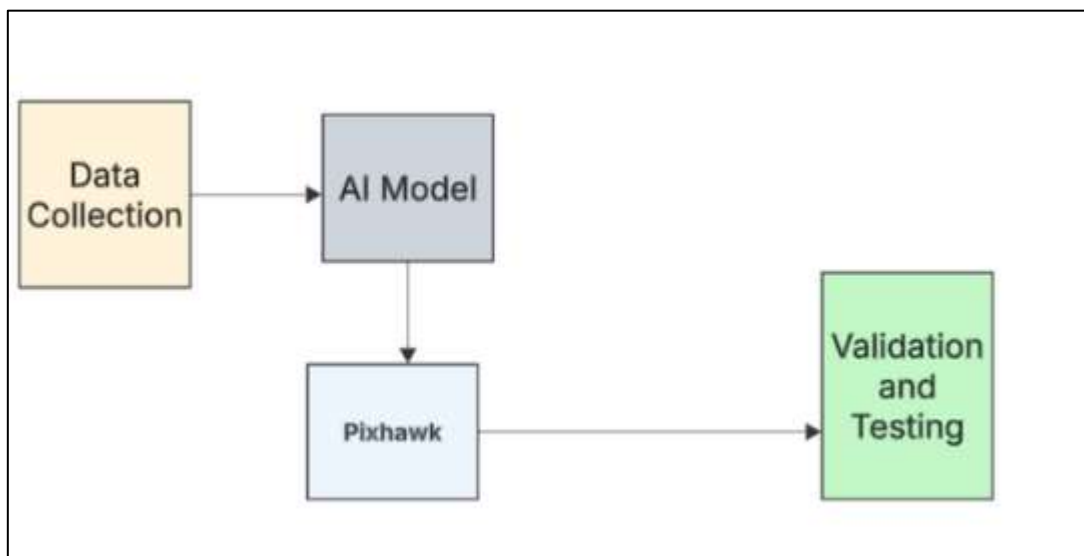 Data
Collection
AI Model
Pixhawk
Validation
and
Testing